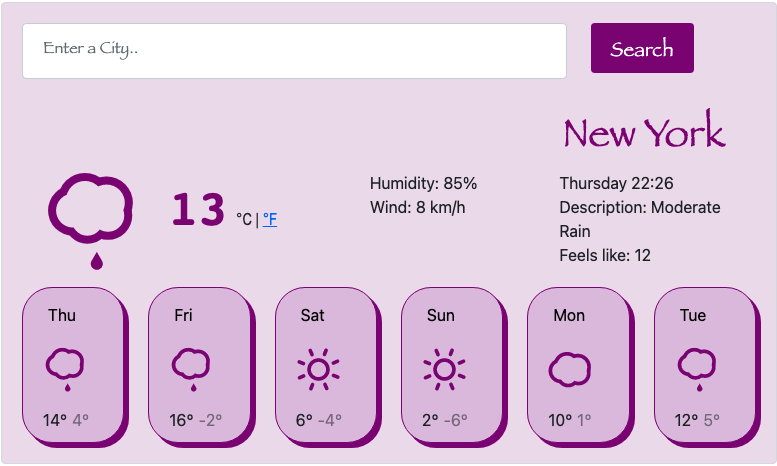 Enter a City..
Search
New York
13 °C | °F
Humidity: 85%
Wind: 8 km/h
Thursday 22:26
Description: Moderate
Rain
Feels like: 12
Thu
14° 4°
Fri
16° -2°
Sat
6° -4°
Sun
2° -6°
Mon
10° 1°
Tue
12° 5°